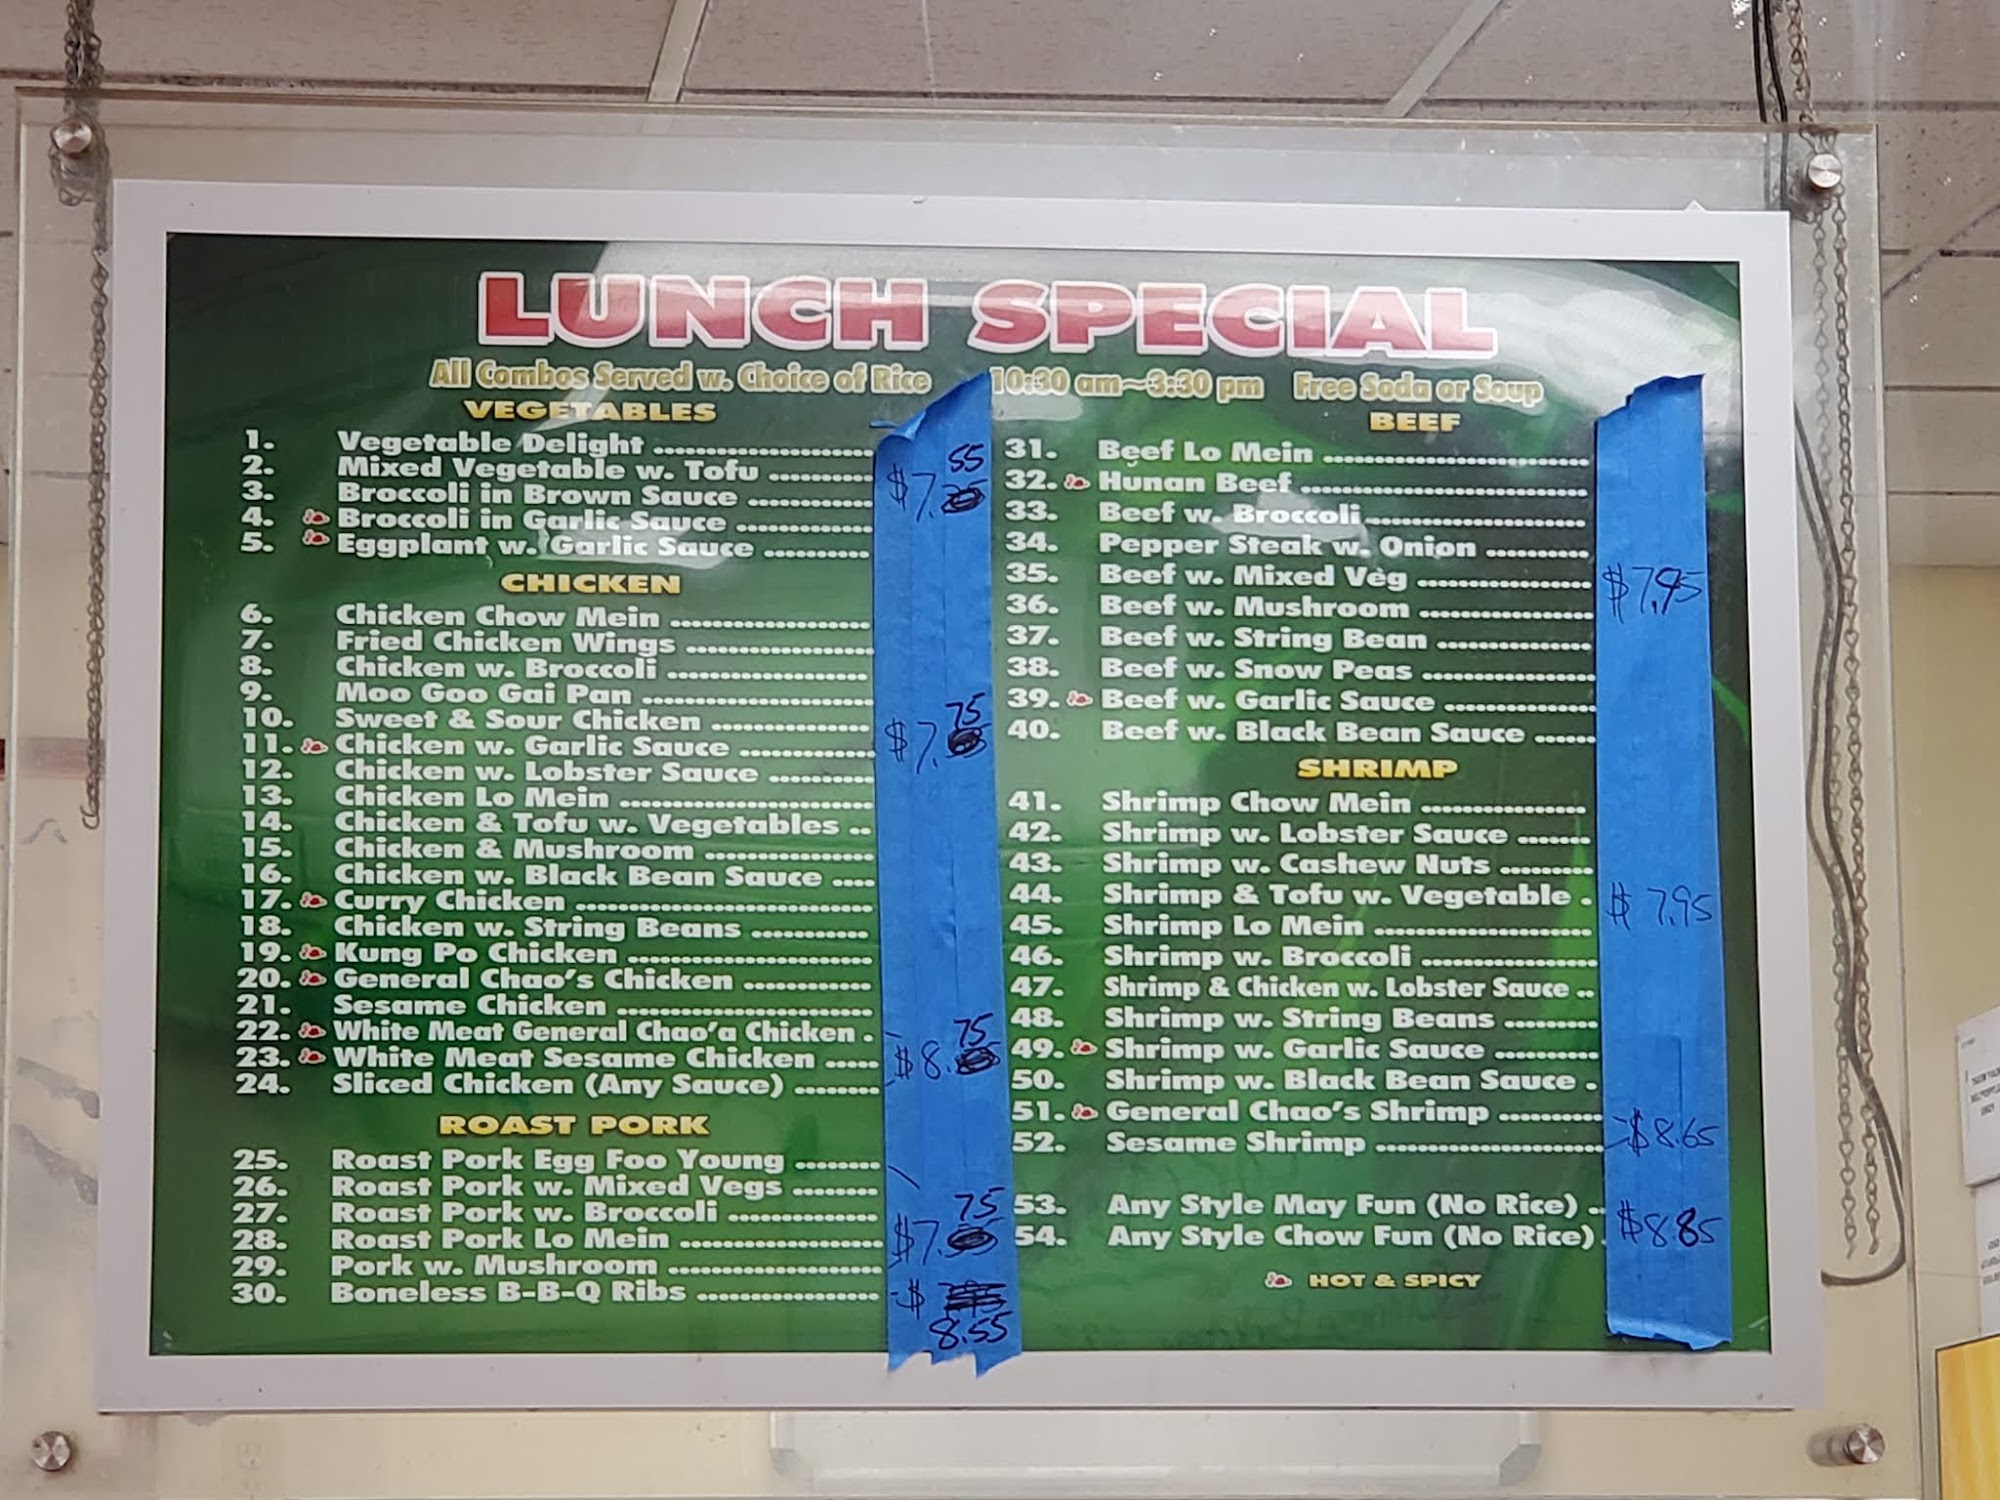 LUNCH SPECIAL
All Combos Served w. Choice of Rice 10:30 am~3:30 pm Free Soda or Soup
VEGETABLES
1. Vegetable Delight
2. Mixed Vegetable w. Tofu
3. Broccoli in Brown Sauce
4. Broccoli in Garlic Sauce
5. Eggplant w. Garlic Sauce
$7.55
CHICKEN
6. Chicken Chow Mein
7. Fried Chicken Wings
8. Chicken w. Broccoli
9. Moo Goo Gai Pan
10. Sweet & Sour Chicken
11. Chicken w. Garlic Sauce
12. Chicken w. Lobster Sauce
13. Chicken Lo Mein
14. Chicken & Tofu w. Vegetables
15. Chicken & Mushroom
16. Chicken w. Black Bean Sauce
17. Curry Chicken
18. Chicken w. String Beans
19. Kung Po Chicken
20. General Chao's Chicken
21. Sesame Chicken
$7.75
22. White Meat General Chao'a Chicken
23. White Meat Sesame Chicken
24. Sliced Chicken (Any Sauce)
$8.75
ROAST PORK
25. Roast Pork Egg Foo Young
26. Roast Pork w. Mixed Vegs
27. Roast Pork w. Broccoli
28. Roast Pork Lo Mein
29. Pork w. Mushroom
$7.75
30. Boneless B-B-Q Ribs
$ 8.55
BEEF
31. Beef Lo Mein
32. Hunan Beef
33. Beef w. Broccoli
34. Pepper Steak w. Onion
35. Beef w. Mixed Veg
36. Beef w. Mushroom
37. Beef w. String Bean
38. Beef w. Snow Peas
39. Beef w. Garlic Sauce
40. Beef w. Black Bean Sauce
$7.95
SHRIMP
41. Shrimp Chow Mein
42. Shrimp w. Lobster Sauce
43. Shrimp w. Cashew Nuts
44. Shrimp & Tofu w. Vegetable
45. Shrimp Lo Mein
46. Shrimp w. Broccoli
47. Shrimp & Chicken w. Lobster Sauce
48. Shrimp w. String Beans
49. Shrimp w. Garlic Sauce
50. Shrimp w. Black Bean Sauce
$7.95
51. General Chao's Shrimp
52. Sesame Shrimp
$8.65
53. Any Style May Fun (No Rice)
54. Any Style Chow Fun (No Rice)
$8.85
HOT & SPICY